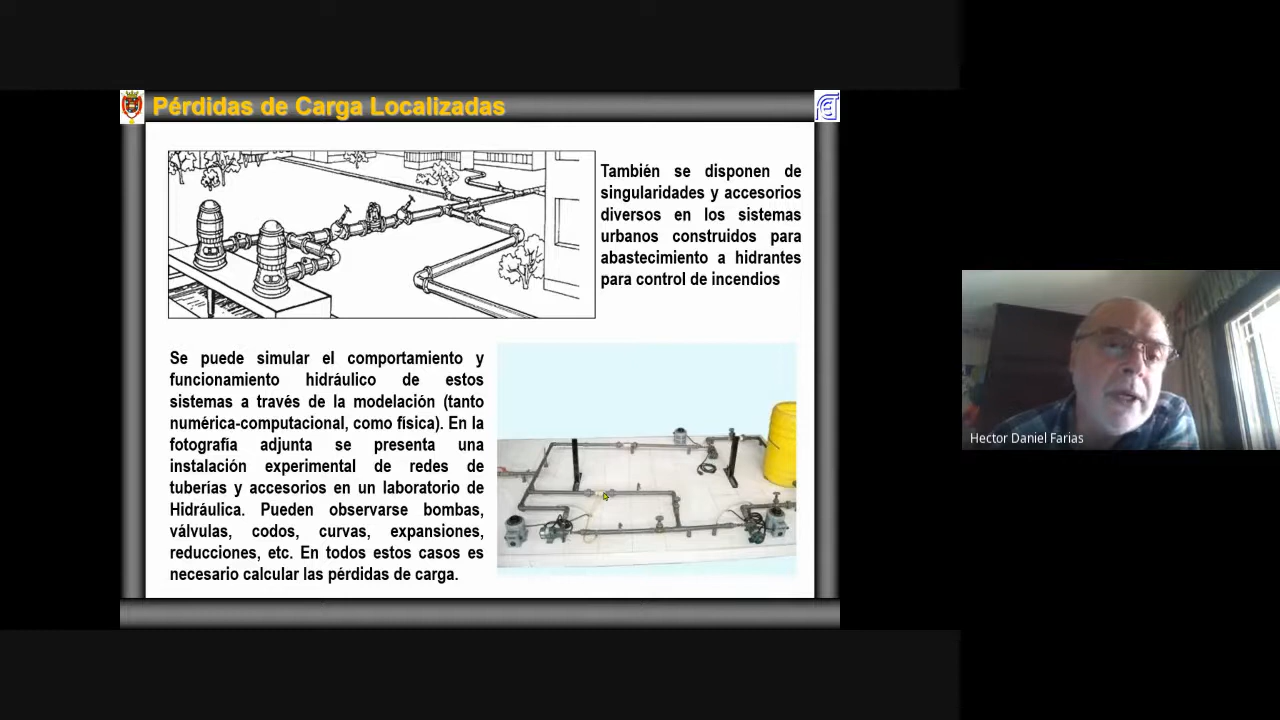 Pérdidas de Carga Localizadas
También se disponen de
singularidades y accesorios
diversos en los sistemas
urbanos construidos para
abastecimiento a hidrantes
para control de incendios
Se puede simular el comportamiento y
funcionamiento hidráulico de estos
sistemas a través de la modelación (tanto
numérica-computacional, como física). En la
fotografía adjunta se presenta una
instalación experimental de redes de
tuberías y accesorios en un laboratorio de
Hidráulica. Pueden observarse bombas,
válvulas, codos, curvas, expansiones,
reducciones, etc. En todos estos casos es
necesario calcular las pérdidas de carga.
Hector Daniel Farias